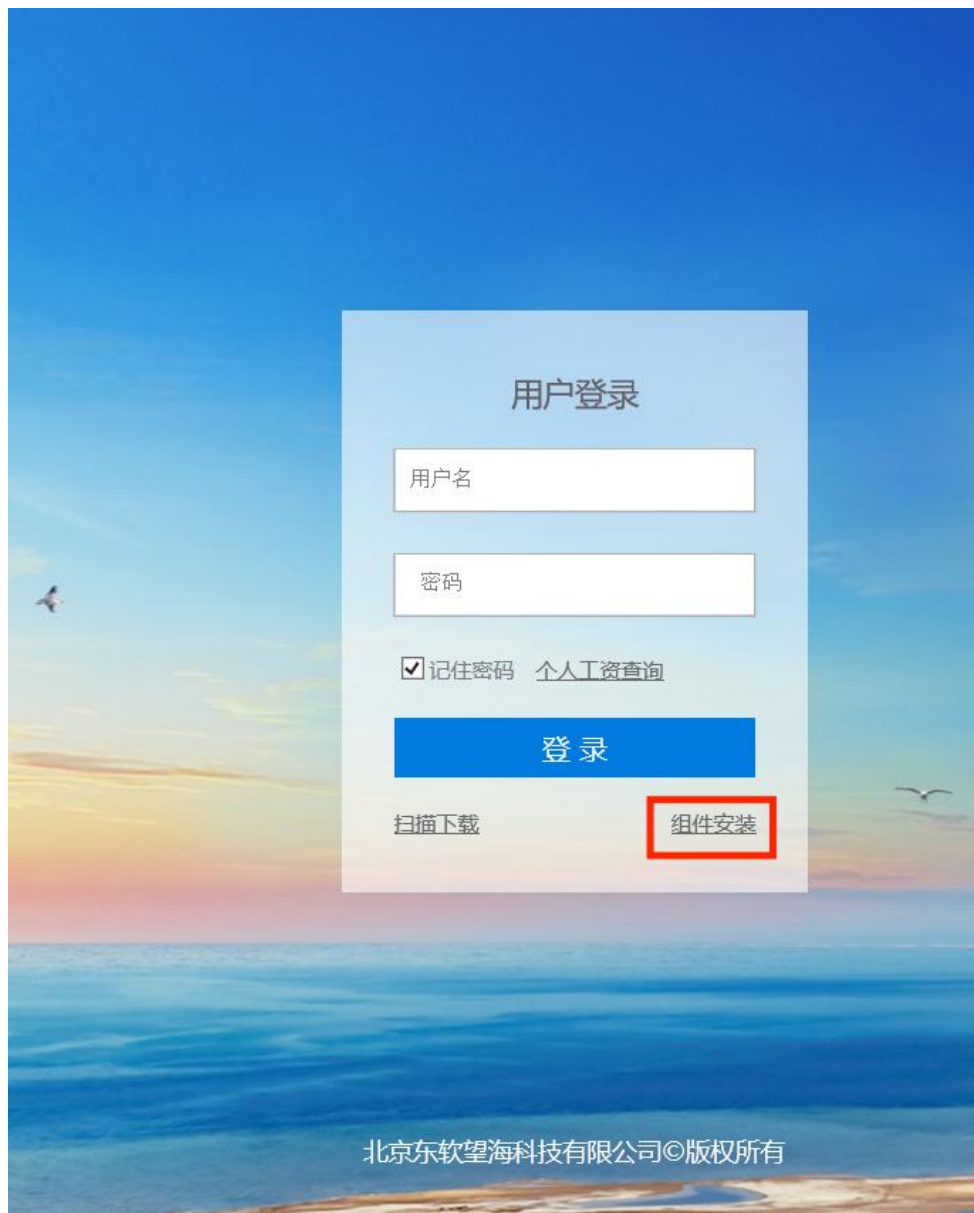 用户登录
用户名
密码
记住密码 个人工资查询
登 录
扫描下载 组件安装
北京东软望海科技有限公司©版权所有